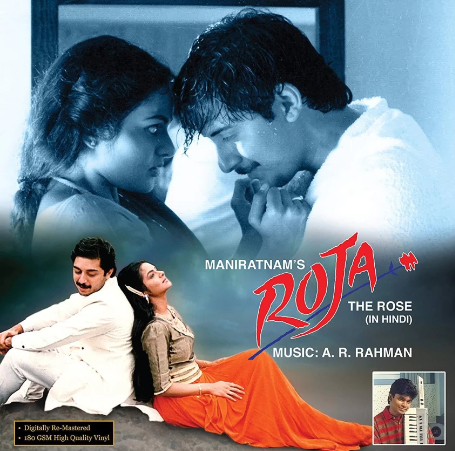 MANIRATNAM'S
ROJA
THE ROSE
(IN HINDI)
MUSIC: A. R. RAHMAN
• Digitally Re-Mastered
• 180 GSM High Quality Vinyl